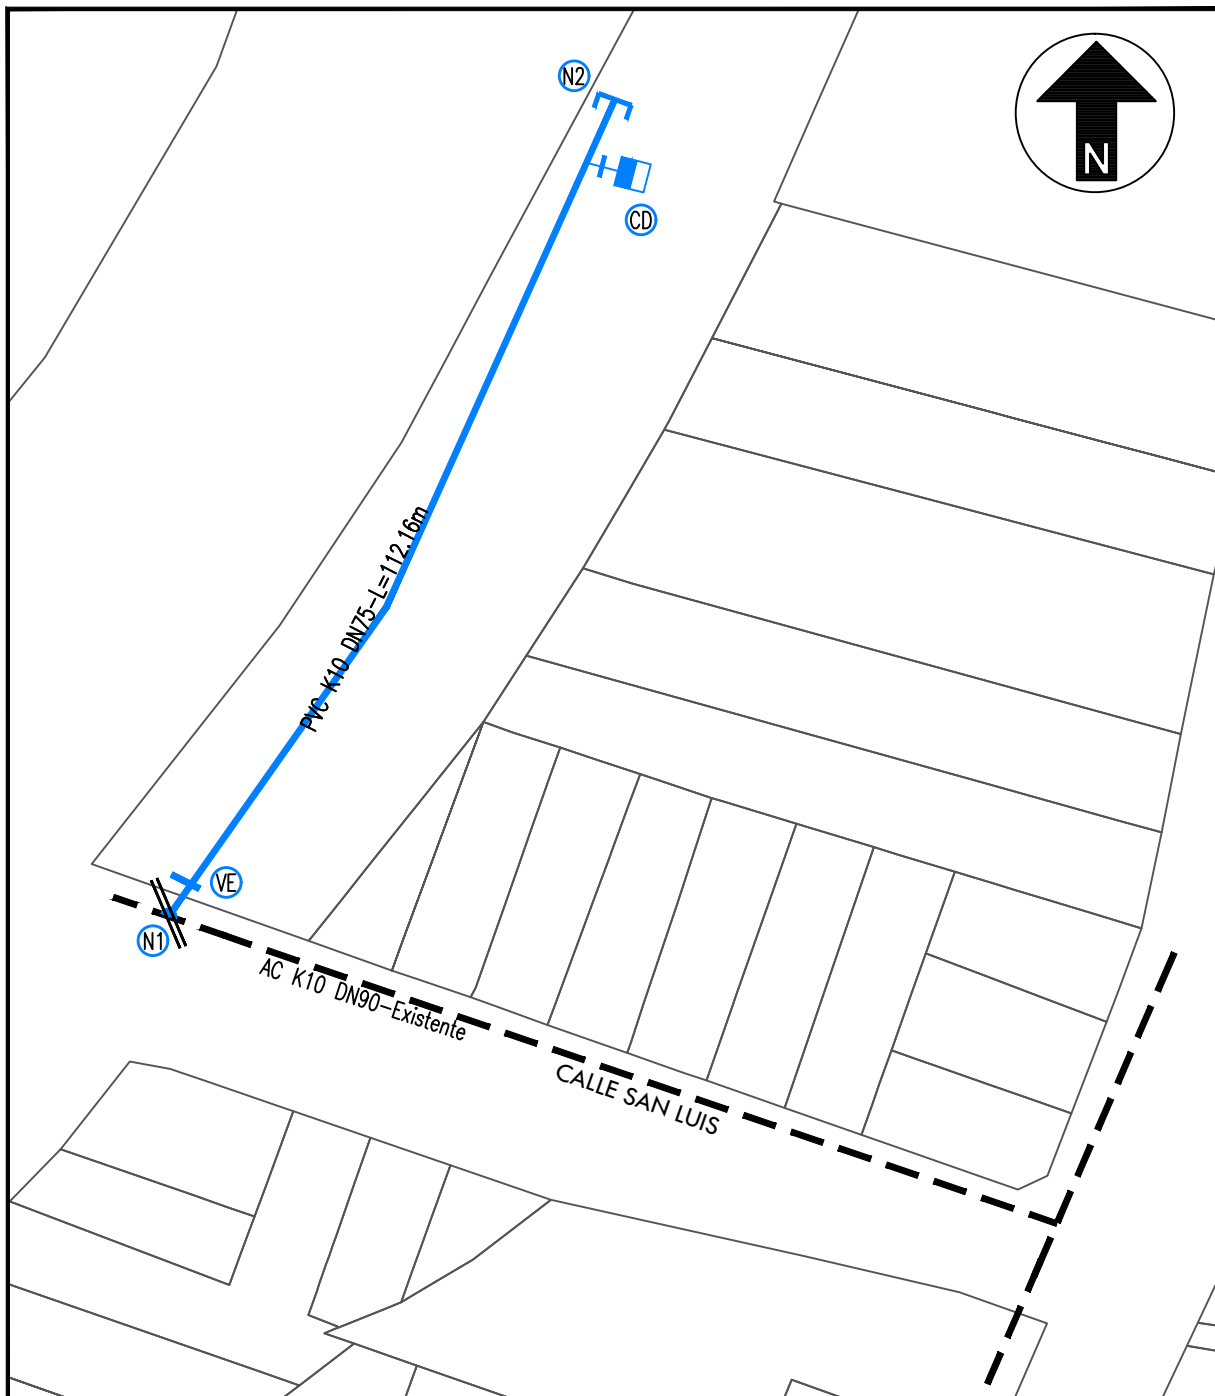 N2
N
CD
PVC K10 DN75-L=112.16m
VE
N1
AC K10 DN90-Existente
CALLE SAN LUIS